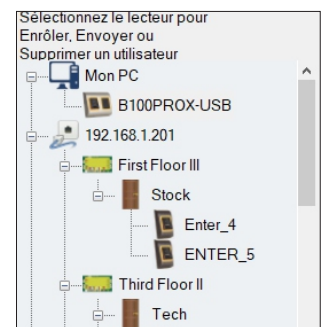 Sélectionnez le lecteur pour
Enrôler, Envoyer ou
Supprimer un utilisateur
Mon PC
B100PROX-USB
192.168.1.201
First Floor III
Stock
Enter_4
ENTER_5
Third Floor II
Tech